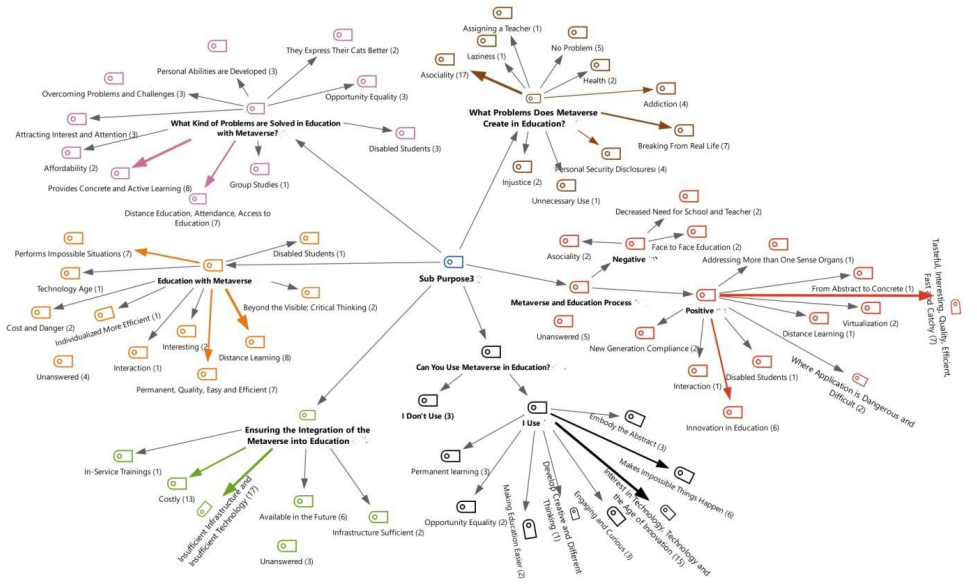 They Express Their Cats Better (2)
Personal Abilities are Developed (3)
Overcoming Problems and Challenges (3)
Opportunity Equality (3)
What Kind of Problems are Solved in Education
with Metaverse?
Attracting Interest and Attention (3)
Disabled Students (3)
Affordability (2)
Provides Concrete and Active Learning (8)
Group Studies (1)
Distance Education, Attendance, Access to
Education (7)
Assigning a Teacher (1)
Laziness (1)
No Problem (5)
Asociality (17)
Health (2)
Addiction (4)
What Problems Does Metaverse
Create in Education?
Breaking From Real Life (7)
Personal Security Disclosures (4)
Injustice (2)
Unnecessary Use (1)
Sub Purpose3
Performs Impossible Situations (7)
Disabled Students (1)
Technology Age (1)
Education with Metaverse
Cost and Danger (2)
Individualized More Efficient (1)
Beyond the Visible; Critical Thinking (2)
Interesting (2)
Distance Learning (8)
Interaction (1)
Unanswered (4)
Permanent, Quality, Easy and Efficient (7)
Decreased Need for School and Teacher (2)
Asociality (2)
Face to Face Education (2)
Negative
Addressing More than One Sense Organs (1)
Metaverse and Education Process
From Abstract to Concrete (1)
Positive
Tasteful, Interesting, Quality, Efficient,
Fast and Catchy (7)
Unanswered (5)
Virtualization (2)
Distance Learning (1)
New Generation Compliance (2)
Interaction (1)
Disabled Students (1)
Where Application is Dangerous and
Difficult (2)
Innovation in Education (6)
Can You Use Metaverse in Education?
I Don't Use (3)
I Use
Embody the Abstract (3)
Makes Impossible Things Happen (6)
Permanent learning (3)
Opportunity Equality (2)
Making Education Easier (2)
Develop Creative and Different
Thinking (1)
Engaging and Curious (3)
Interest in Technology, Technology and
the Age of Innovation (15)
Ensuring the Integration of the
Metaverse into Education
In-Service Trainings (1)
Costly (13)
Insufficient Infrastructure and
Insufficient Technology (17)
Available in the Future (6)
Infrastructure Sufficient (2)
Unanswered (3)